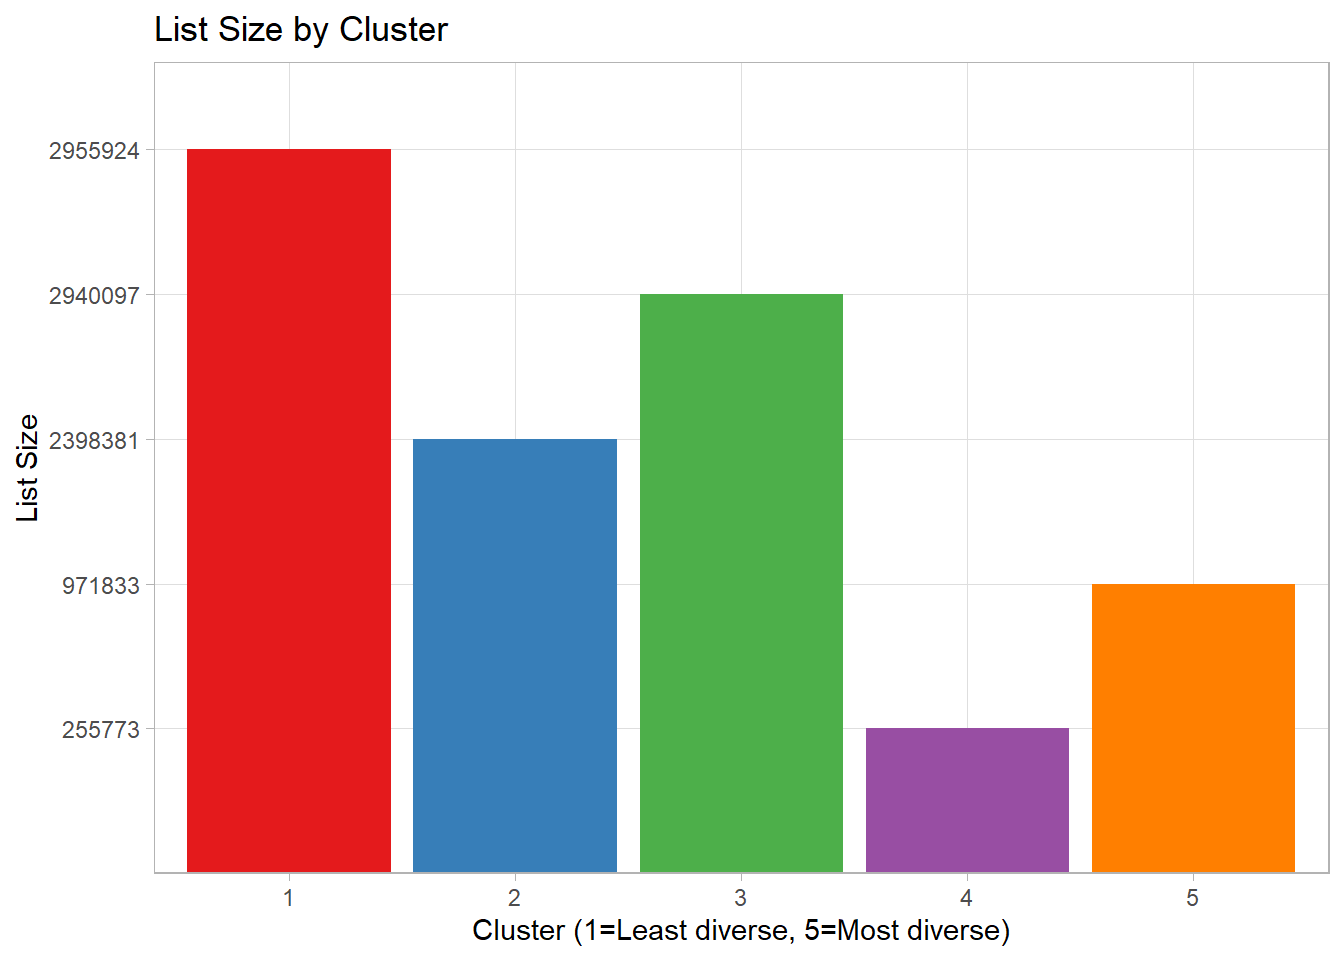 List Size by Cluster
List Size
2955924
2940097
2398381
971833
255773
1 2 3 4 5
Cluster (1=Least diverse, 5=Most diverse)